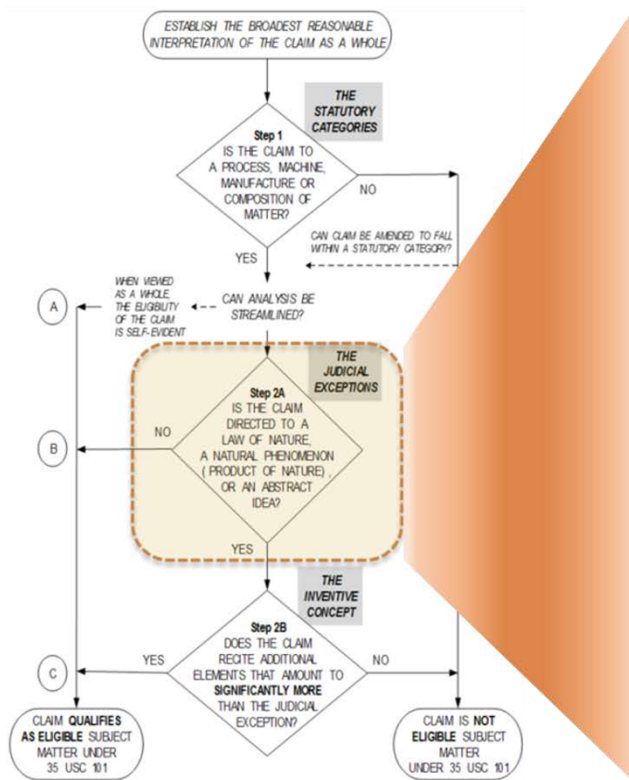 ESTABLISH THE BROADEST REASONABLE
INTERPRETATION OF THE CLAIM AS A WHOLE
THE
STATUTORY
CATEGORIES
Step 1
IS THE CLAIM TO
A PROCESS, MACHINE,
MANUFACTURE OR
COMPOSITION OF
MATTER?
NO
YES
CAN CLAIM BE AMENDED TO FALL
WITHIN A STATUTORY CATEGORY?
WHEN VIEWED
AS A WHOLE,
THE ELIGIBILITY
OF THE CLAIM
IS SELF-EVIDENT
A
CAN ANALYSIS BE
STREAMLINED?
THE
JUDICIAL
EXCEPTIONS
Step 2A
IS THE CLAIM
DIRECTED TO A
LAW OF NATURE,
A NATURAL PHENOMENON
( PRODUCT OF NATURE) ,
OR AN ABSTRACT
IDEA?
NO
B
YES
THE
INVENTIVE
CONCEPT
Step 2B
DOES THE CLAIM
RECITE ADDITIONAL
ELEMENTS THAT AMOUNT TO
SIGNIFICANTLY MORE
THAN THE JUDICIAL
EXCEPTION?
YES
NO
C
CLAIM QUALIFIES
AS ELIGIBLE SUBJECT
MATTER UNDER
35 USC 101
CLAIM IS NOT
ELIGIBLE SUBJECT
MATTER
UNDER 35 USC 101